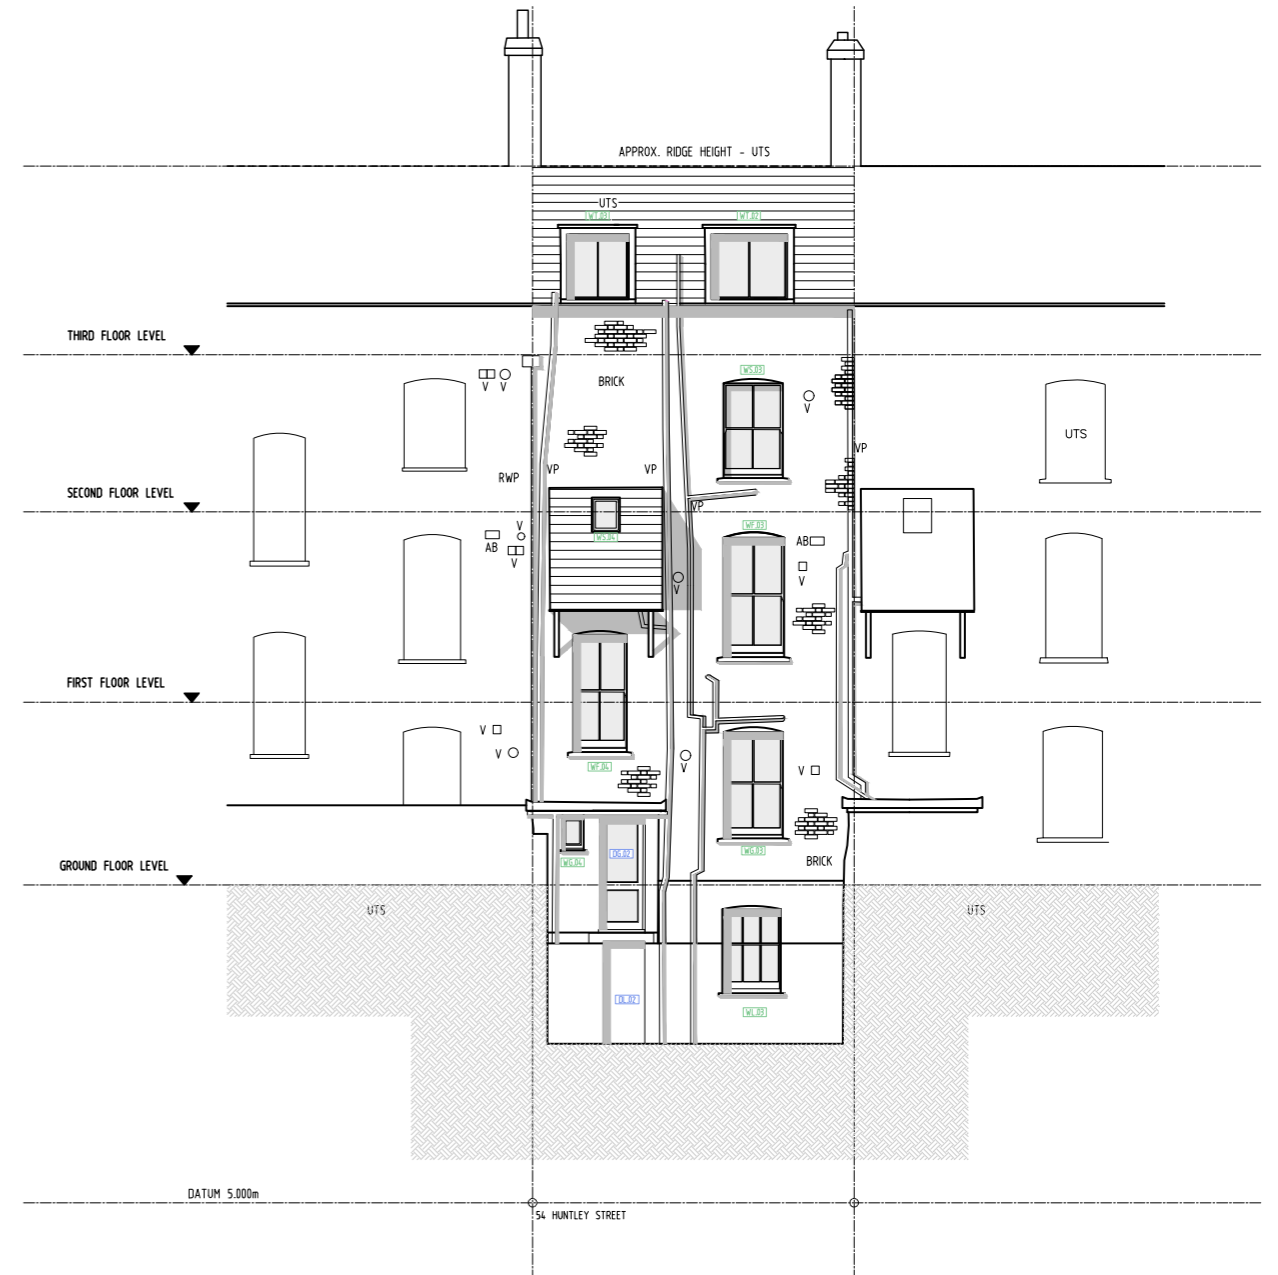 APPROX. RIDGE HEIGHT - UTS
UTS
WT.03
WT.02
THIRD FLOOR LEVEL
V
V
BRICK
WS.03
V
UTS
VP
RWP
VP
VP
SECOND FLOOR LEVEL
VP
V
AB
V
WS.04
WF.03
AB
V
V
FIRST FLOOR LEVEL
V
V
WF.04
V
V
WG.03
BRICK
WG.04
DG.02
GROUND FLOOR LEVEL
UTS
UTS
DL.02
WL.03
DATUM 5.000m
54 HUNTLEY STREET